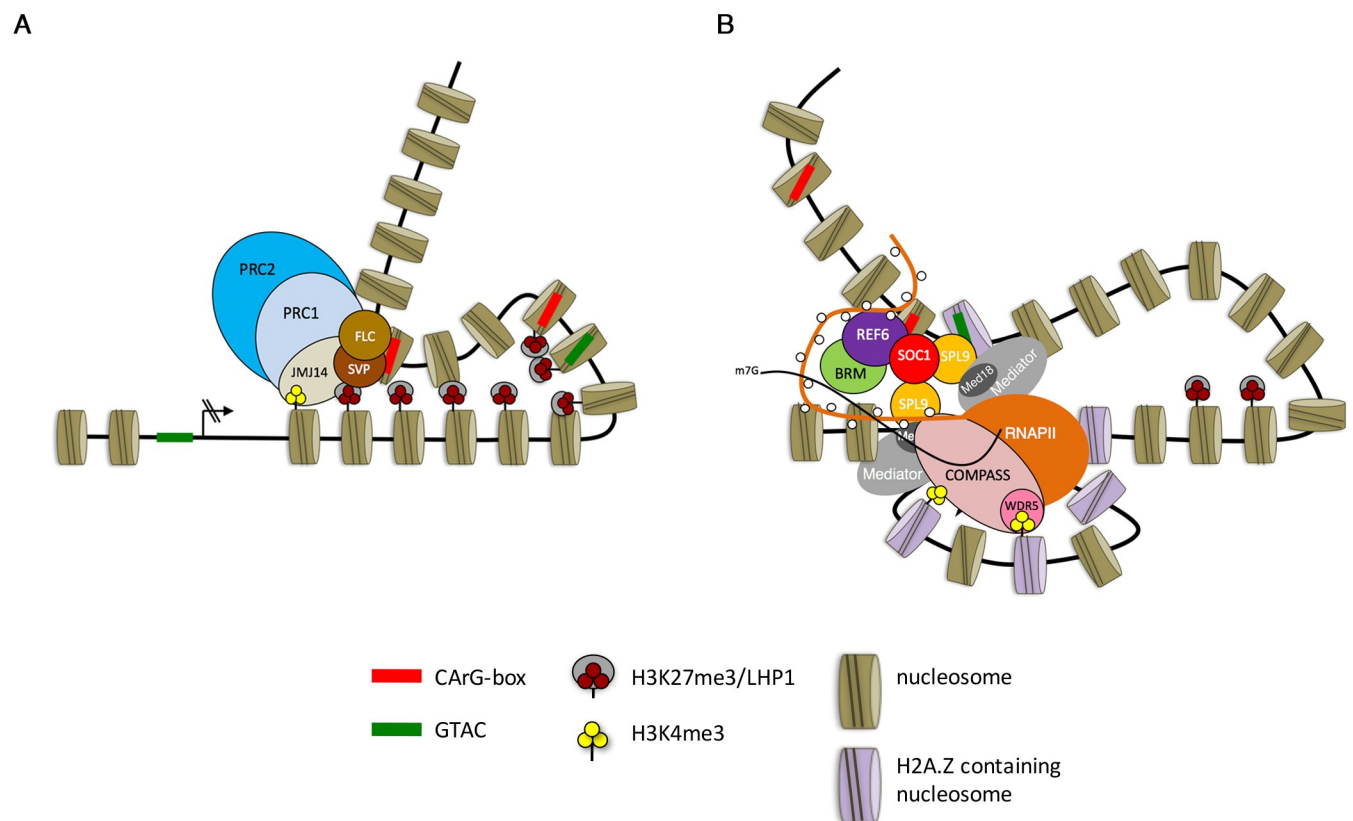 A
B
PRC2
PRC1
FLC
JMJ14
SVP
REF6
SOC1
SPL9
BRM
Med18
Mediator
m7G
SPL9
Me
RNAPII
Mediator
COMPASS
WDR5
CArG-box
H3K27me3/LHP1
nucleosome
GTAC
H3K4me3
H2A.Z containing
nucleosome